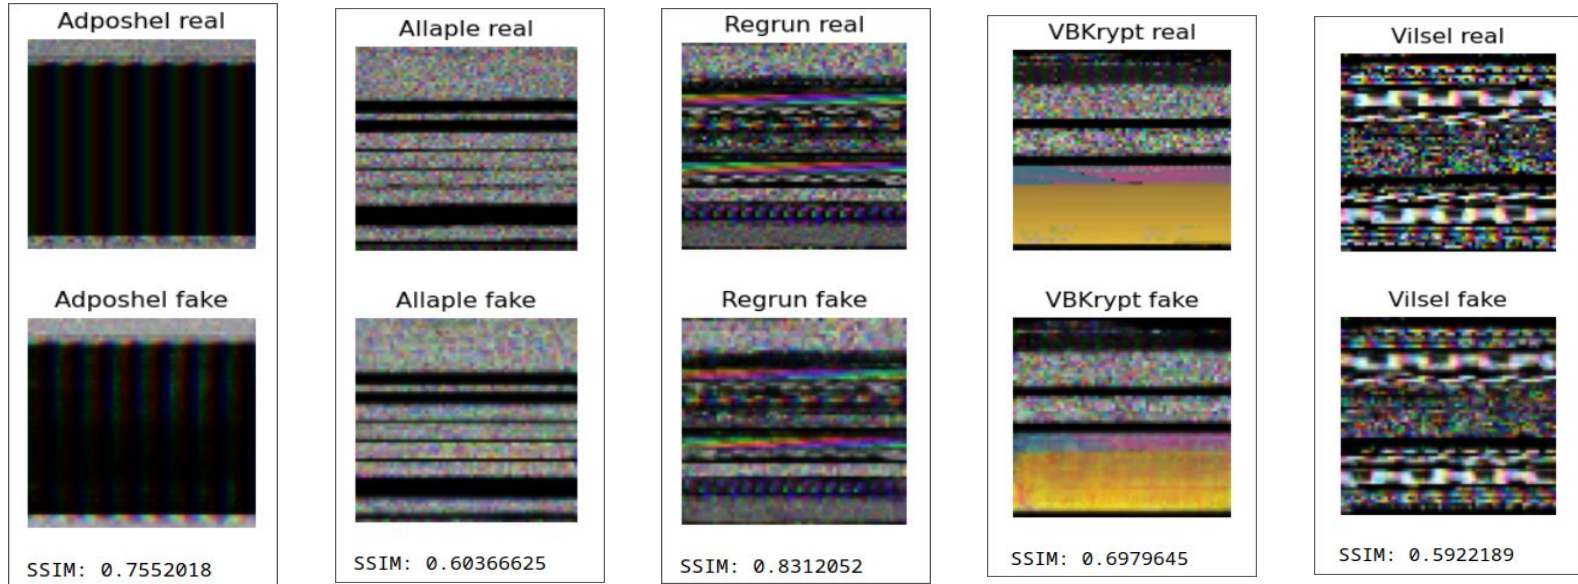 Adposhel real
Adposhel fake
SSIM: 0.7552018
Allaple real
Allaple fake
SSIM: 0.60366625
Regrun real
Regrun fake
SSIM: 0.8312052
VBKrypt real
VBKrypt fake
SSIM: 0.6979645
Vilsel real
Vilsel fake
SSIM: 0.5922189